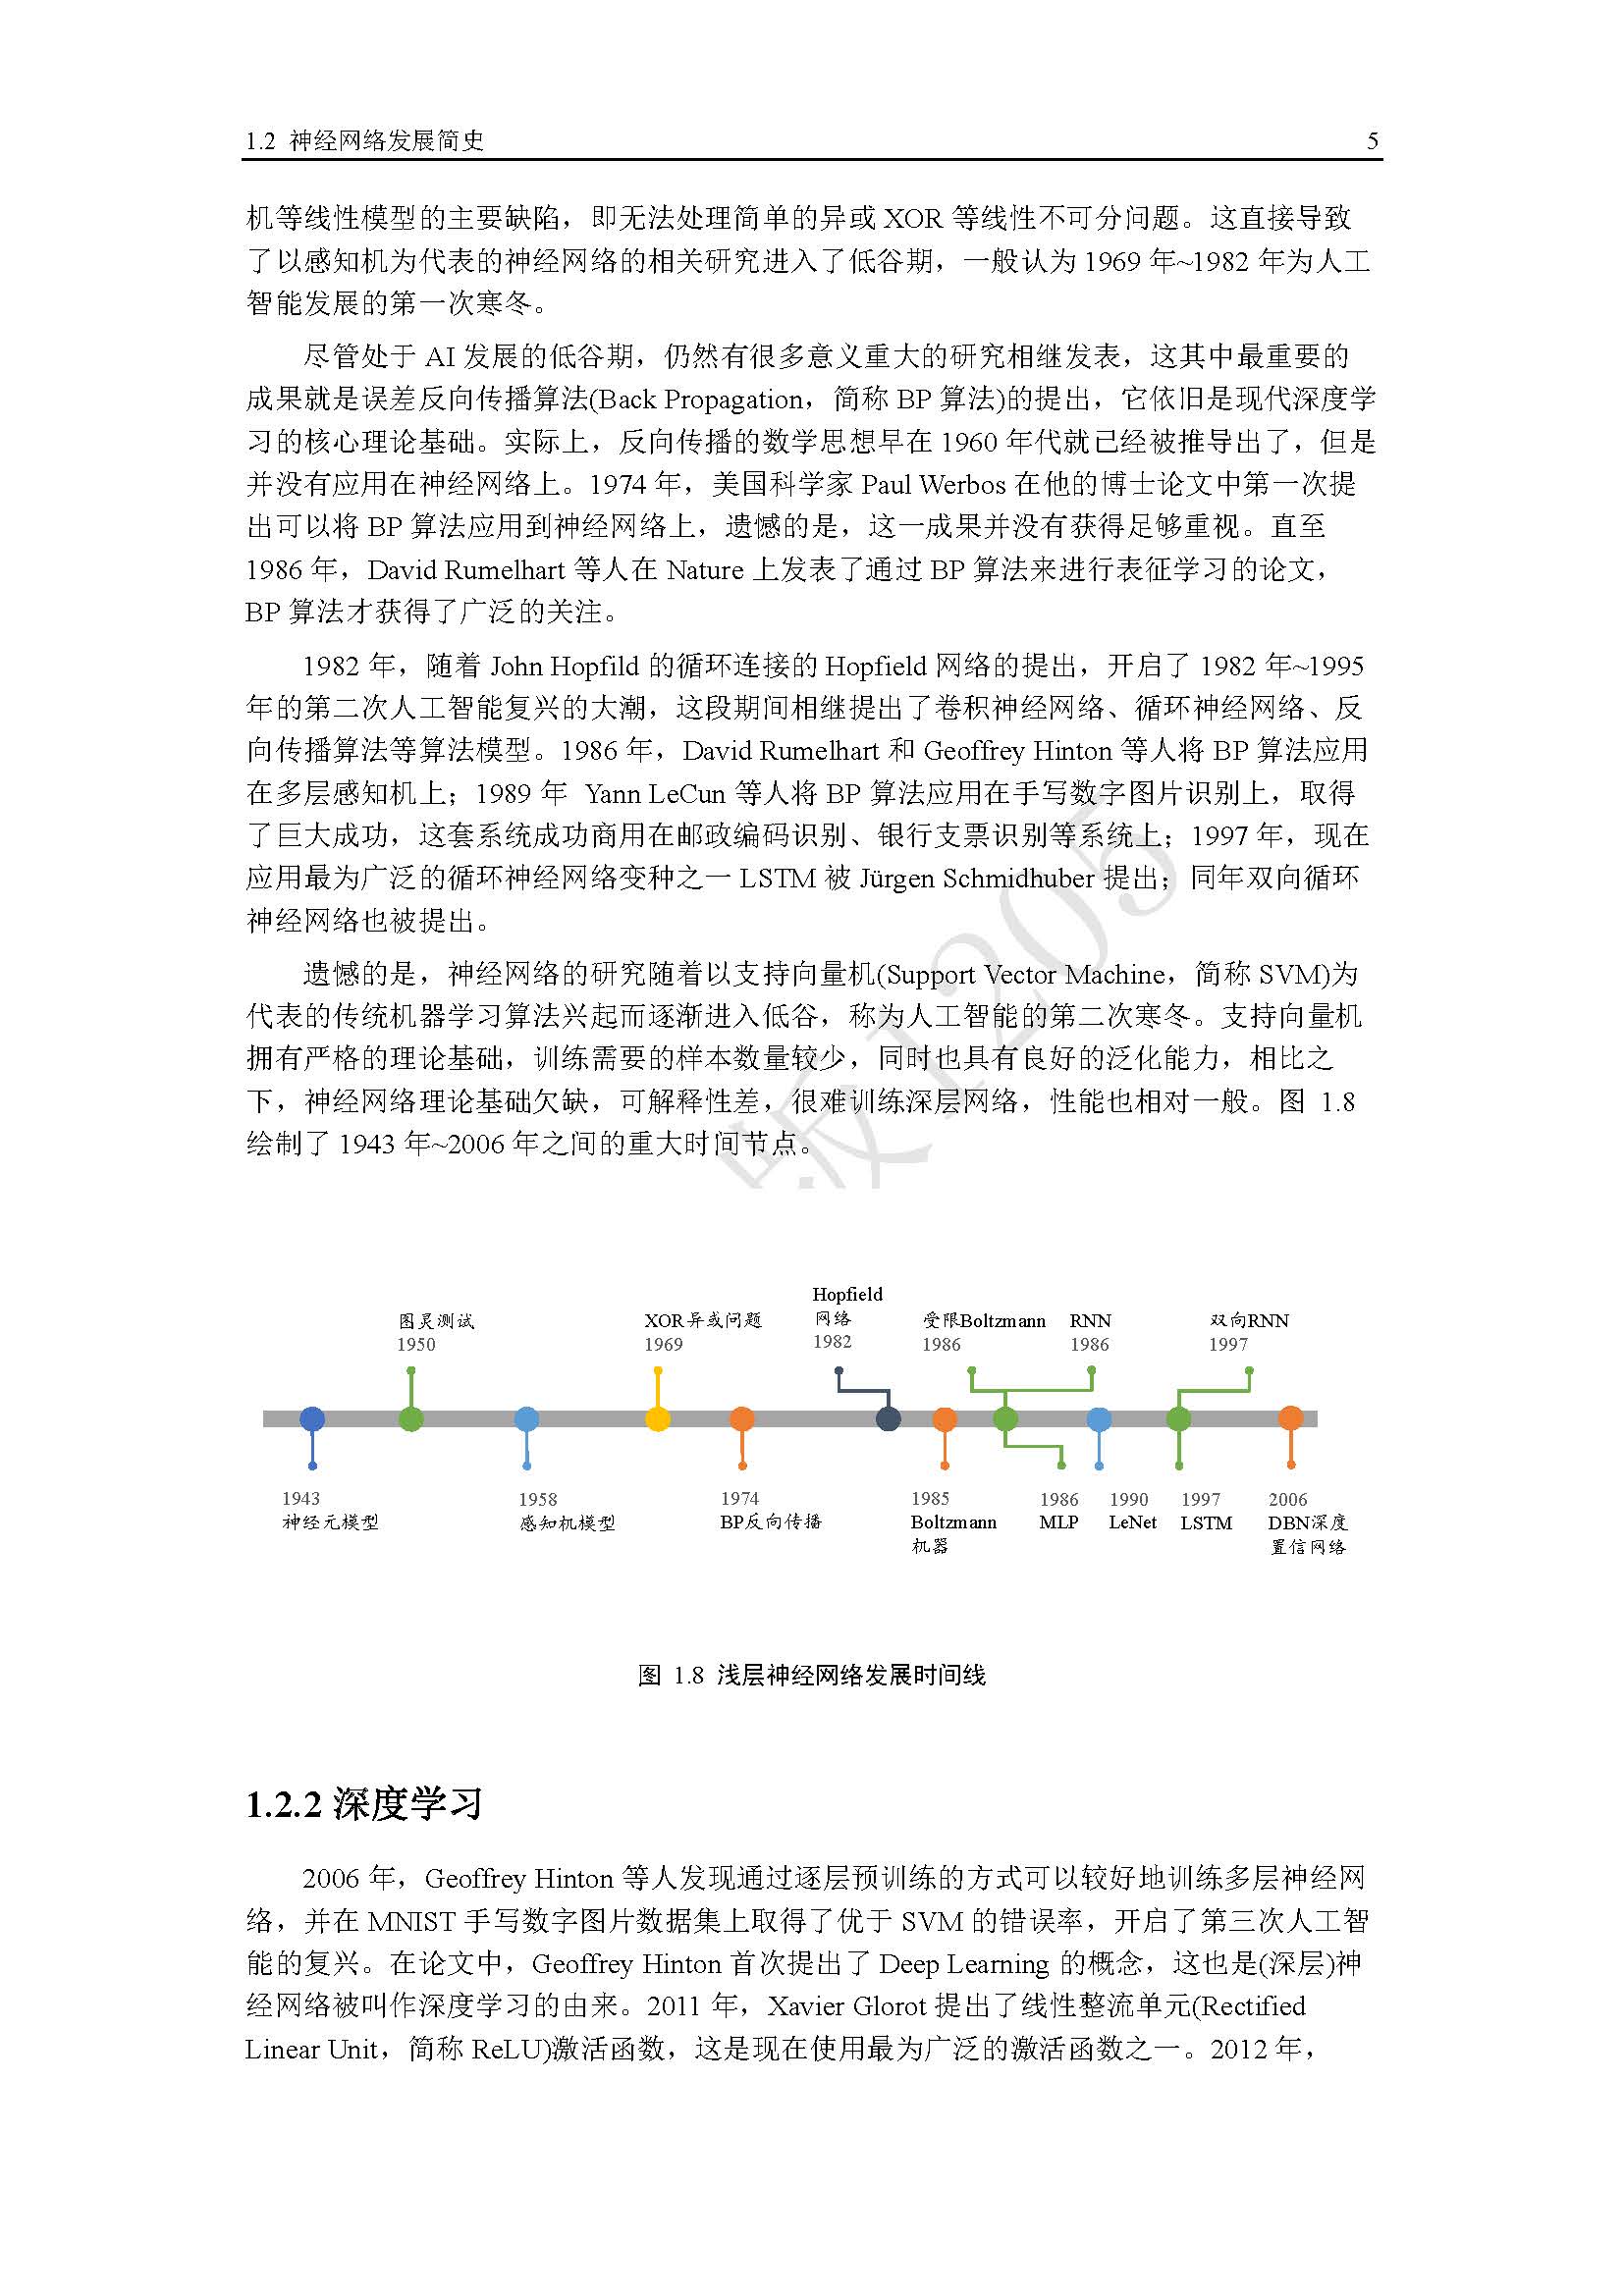 1.2 神经网络发展简史 5
机等线性模型的主要缺陷，即无法处理简单的异或 XOR 等线性不可分问题。这直接导致
了以感知机为代表的神经网络的相关研究进入了低谷期，一般认为 1969 年~1982 年为人工
智能发展的第一次寒冬。
尽管处于 AI 发展的低谷期，仍然有很多意义重大的研究相继发表，这其中最重要的
成果就是误差反向传播算法(Back Propagation，简称 BP 算法)的提出，它依旧是现代深度学
习的核心理论基础。实际上，反向传播的数学思想早在 1960 年代就已经被推导出了，但是
并没有应用在神经网络上。1974 年，美国科学家 Paul Werbos 在他的博士论文中第一次提
出可以将 BP 算法应用到神经网络上，遗憾的是，这一成果并没有获得足够重视。直至
1986 年，David Rumelhart 等人在 Nature 上发表了通过 BP 算法来进行表征学习的论文，
BP 算法才获得了广泛的关注。
1982 年，随着 John Hopfild 的循环连接的 Hopfield 网络的提出，开启了 1982 年~1995
年的第二次人工智能复兴的大潮，这段期间相继提出了卷积神经网络、循环神经网络、反
向传播算法等算法模型。1986 年，David Rumelhart 和 Geoffrey Hinton 等人将 BP 算法应用
在多层感知机上；1989 年 Yann LeCun 等人将 BP 算法应用在手写数字图片识别上，取得
了巨大成功，这套系统成功商用在邮政编码识别、银行支票识别等系统上；1997 年，现在
应用最为广泛的循环神经网络变种之一 LSTM 被 Jürgen Schmidhuber 提出；同年双向循环
神经网络也被提出。
遗憾的是，神经网络的研究随着以支持向量机(Support Vector Machine，简称 SVM)为
代表的传统机器学习算法兴起而逐渐进入低谷，称为人工智能的第二次寒冬。支持向量机
拥有严格的理论基础，训练需要的样本数量较少，同时也具有良好的泛化能力，相比之
下，神经网络理论基础欠缺，可解释性差，很难训练深层网络，性能也相对一般。图 1.8
绘制了 1943 年~2006 年之间的重大时间节点。
版1205
图灵测试
1950
XOR异或问题
1969
Hopfield
网络
1982
受限Boltzmann
1986
RNN
1986
双向RNN
1997
1943
神经元模型
1958
感知机模型
1974
BP反向传播
1985
Boltzmann
机器
1986
MLP
1990
LeNet
1997
LSTM
2006
DBN深度
置信网络
图 1.8 浅层神经网络发展时间线
1.2.2 深度学习
2006 年，Geoffrey Hinton 等人发现通过逐层预训练的方式可以较好地训练多层神经网
络，并在 MNIST 手写数字图片数据集上取得了优于 SVM 的错误率，开启了第三次人工智
能的复兴。在论文中，Geoffrey Hinton 首次提出了 Deep Learning 的概念，这也是(深层)神
经网络被叫作深度学习的由来。2011 年，Xavier Glorot 提出了线性整流单元(Rectified
Linear Unit，简称 ReLU)激活函数，这是现在使用最为广泛的激活函数之一。2012 年，